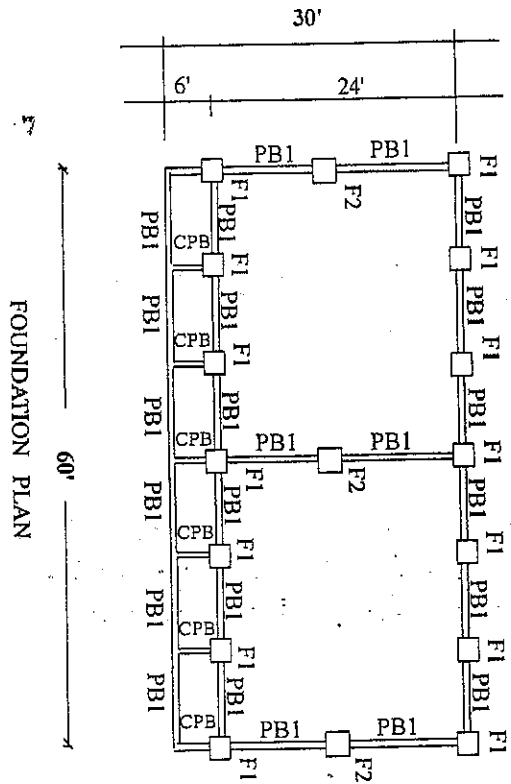 30'
6' 24'
PB1 PB1 F1
F1 F2
PB1 PB1 CPB PB1
F1 F1
PB1 CPB PB1 PB1
F1 F1
PB1 CPB PB1 PB1
PB1 PB1 F1
F1 F2
PB1 CPB PB1 PB1
F1 F1
PB1 CPB PB1 PB1
F1 F1
PB1 CPB PB1 PB1
PB1 PB1 F1
F1 F2
60'
FOUNDATION PLAN